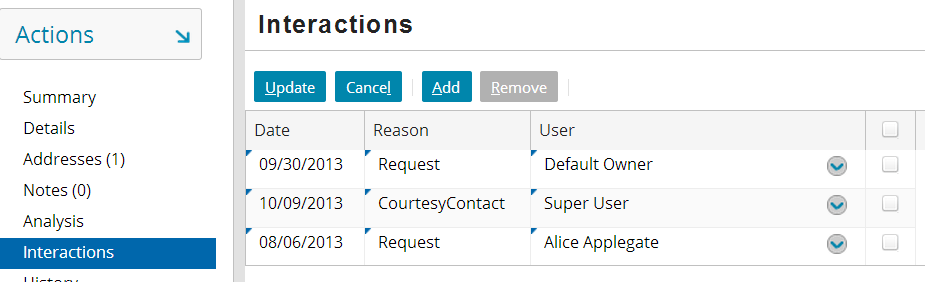 Actions
Summary
Details
Addresses (1)
Notes (0)
Analysis
Interactions
History
Interactions
Update Cancel Add Remove
Date Reason User
09/30/2013 Request Default Owner
10/09/2013 CourtesyContact Super User
08/06/2013 Request Alice Applegate